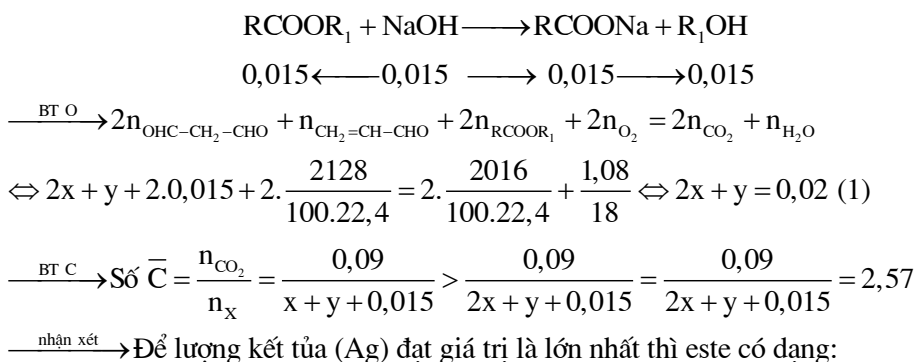 RCOOR₁ + NaOH ⟶ RCOONa + R₁OH
0,015 ⟵ 0,015 ⟶ 0,015 ⟶ 0,015
—BT O→ 2n_{OHC–CH₂–CHO} + n_{CH₂=CH–CHO} + 2n_{RCOOR₁} + 2n_{O₂} = 2n_{CO₂} + n_{H₂O}
⇔ 2x + y + 2.0,015 + 2. 2128/(100.22,4) = 2. 2016/(100.22,4) + 1,08/18 ⇔ 2x + y = 0,02 (1)
—BT C→ Số C̅ = n_{CO₂}/n_X = 0,09/(x + y + 0,015) > 0,09/(2x + y + 0,015) = 0,09/(2x + y + 0,015) = 2,57
—nhận xét→ Để lượng kết tủa (Ag) đạt giá trị là lớn nhất thì este có dạng: